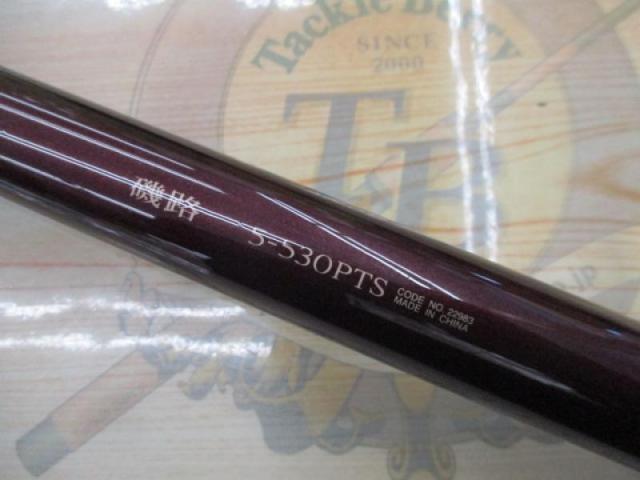 Tackle Berry
SINCE
2000
TB
磯路 5-530PTS
CODE NO. 22983
MADE IN CHINA